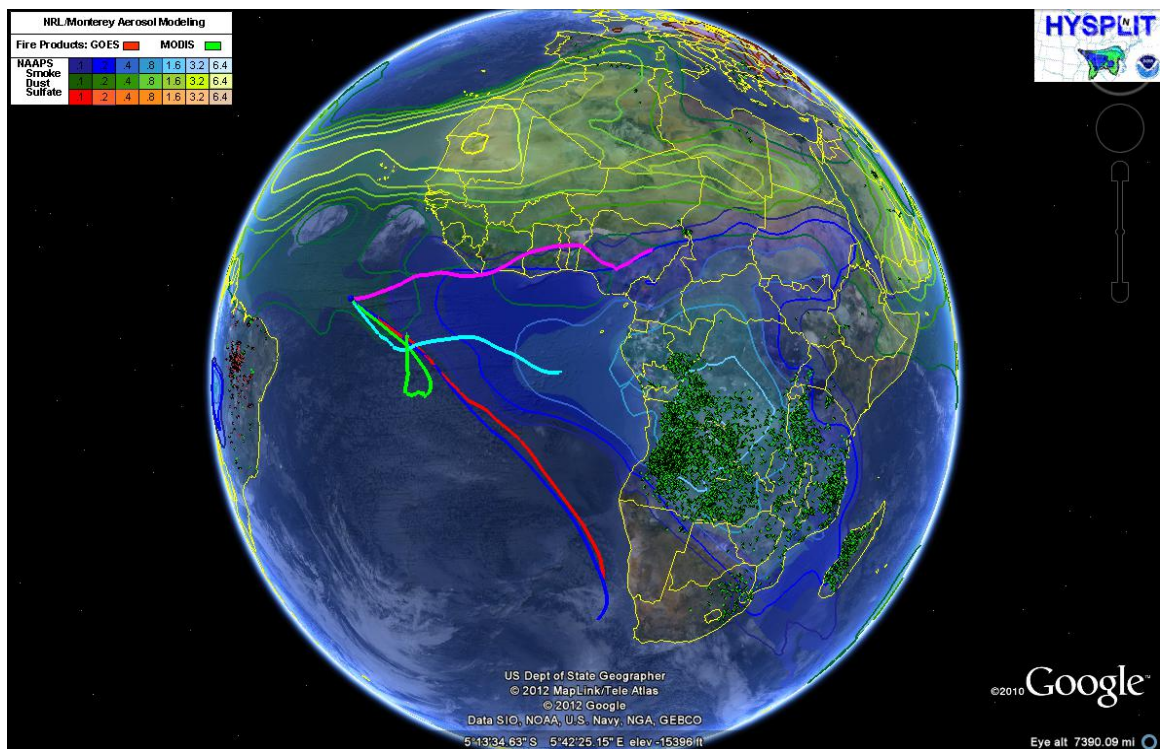 NRL/Monterey Aerosol Modeling
Fire Products: GOES MODIS
NAAPS
Smoke .1 .2 .4 .8 1.6 3.2 6.4
Dust .1 .2 .4 .8 1.6 3.2 6.4
Sulfate .1 .2 .4 .8 1.6 3.2 6.4
HYSPLIT
N
US Dept of State Geographer
© 2012 MapLink/Tele Atlas
© 2012 Google
Data SIO, NOAA, U.S. Navy, NGA, GEBCO
©2010 Google™
5°13'34.63" S 5°42'25.15" E elev -15396 ft
Eye alt 7390.09 mi